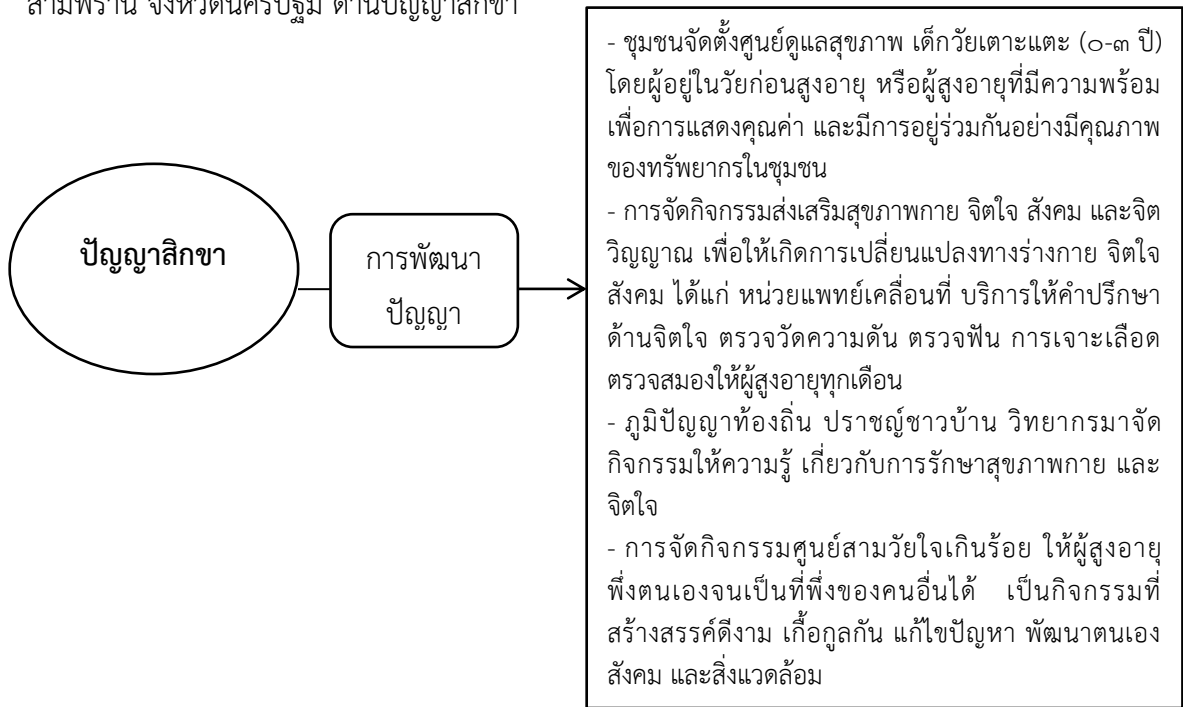 สามพราน จังหวัดนครปฐม ด้านปัญญาสิกขา
ปัญญาสิกขา
การพัฒนา
ปัญญา
- ชุมชนจัดตั้งศูนย์ดูแลสุขภาพ เด็กวัยเตาะแตะ (๐-๓ ปี)
โดยผู้อยู่ในวัยก่อนสูงอายุ หรือผู้สูงอายุที่มีความพร้อม
เพื่อการแสดงคุณค่า และมีการอยู่ร่วมกันอย่างมีคุณภาพ
ของทรัพยากรในชุมชน
- การจัดกิจกรรมส่งเสริมสุขภาพกาย จิตใจ สังคม และจิต
วิญญาณ เพื่อให้เกิดการเปลี่ยนแปลงทางร่างกาย จิตใจ
สังคม ได้แก่ หน่วยแพทย์เคลื่อนที่ บริการให้คำปรึกษา
ด้านจิตใจ ตรวจวัดความดัน ตรวจฟัน การเจาะเลือด
ตรวจสมองให้ผู้สูงอายุทุกเดือน
- ภูมิปัญญาท้องถิ่น ปราชญ์ชาวบ้าน วิทยากรมาจัด
กิจกรรมให้ความรู้ เกี่ยวกับการรักษาสุขภาพกาย และ
จิตใจ
- การจัดกิจกรรมศูนย์สามวัยใจเกินร้อย ให้ผู้สูงอายุ
พึ่งตนเองจนเป็นที่พึ่งของคนอื่นได้ เป็นกิจกรรมที่
สร้างสรรค์ดีงาม เกื้อกูลกัน แก้ไขปัญหา พัฒนาตนเอง
สังคม และสิ่งแวดล้อม